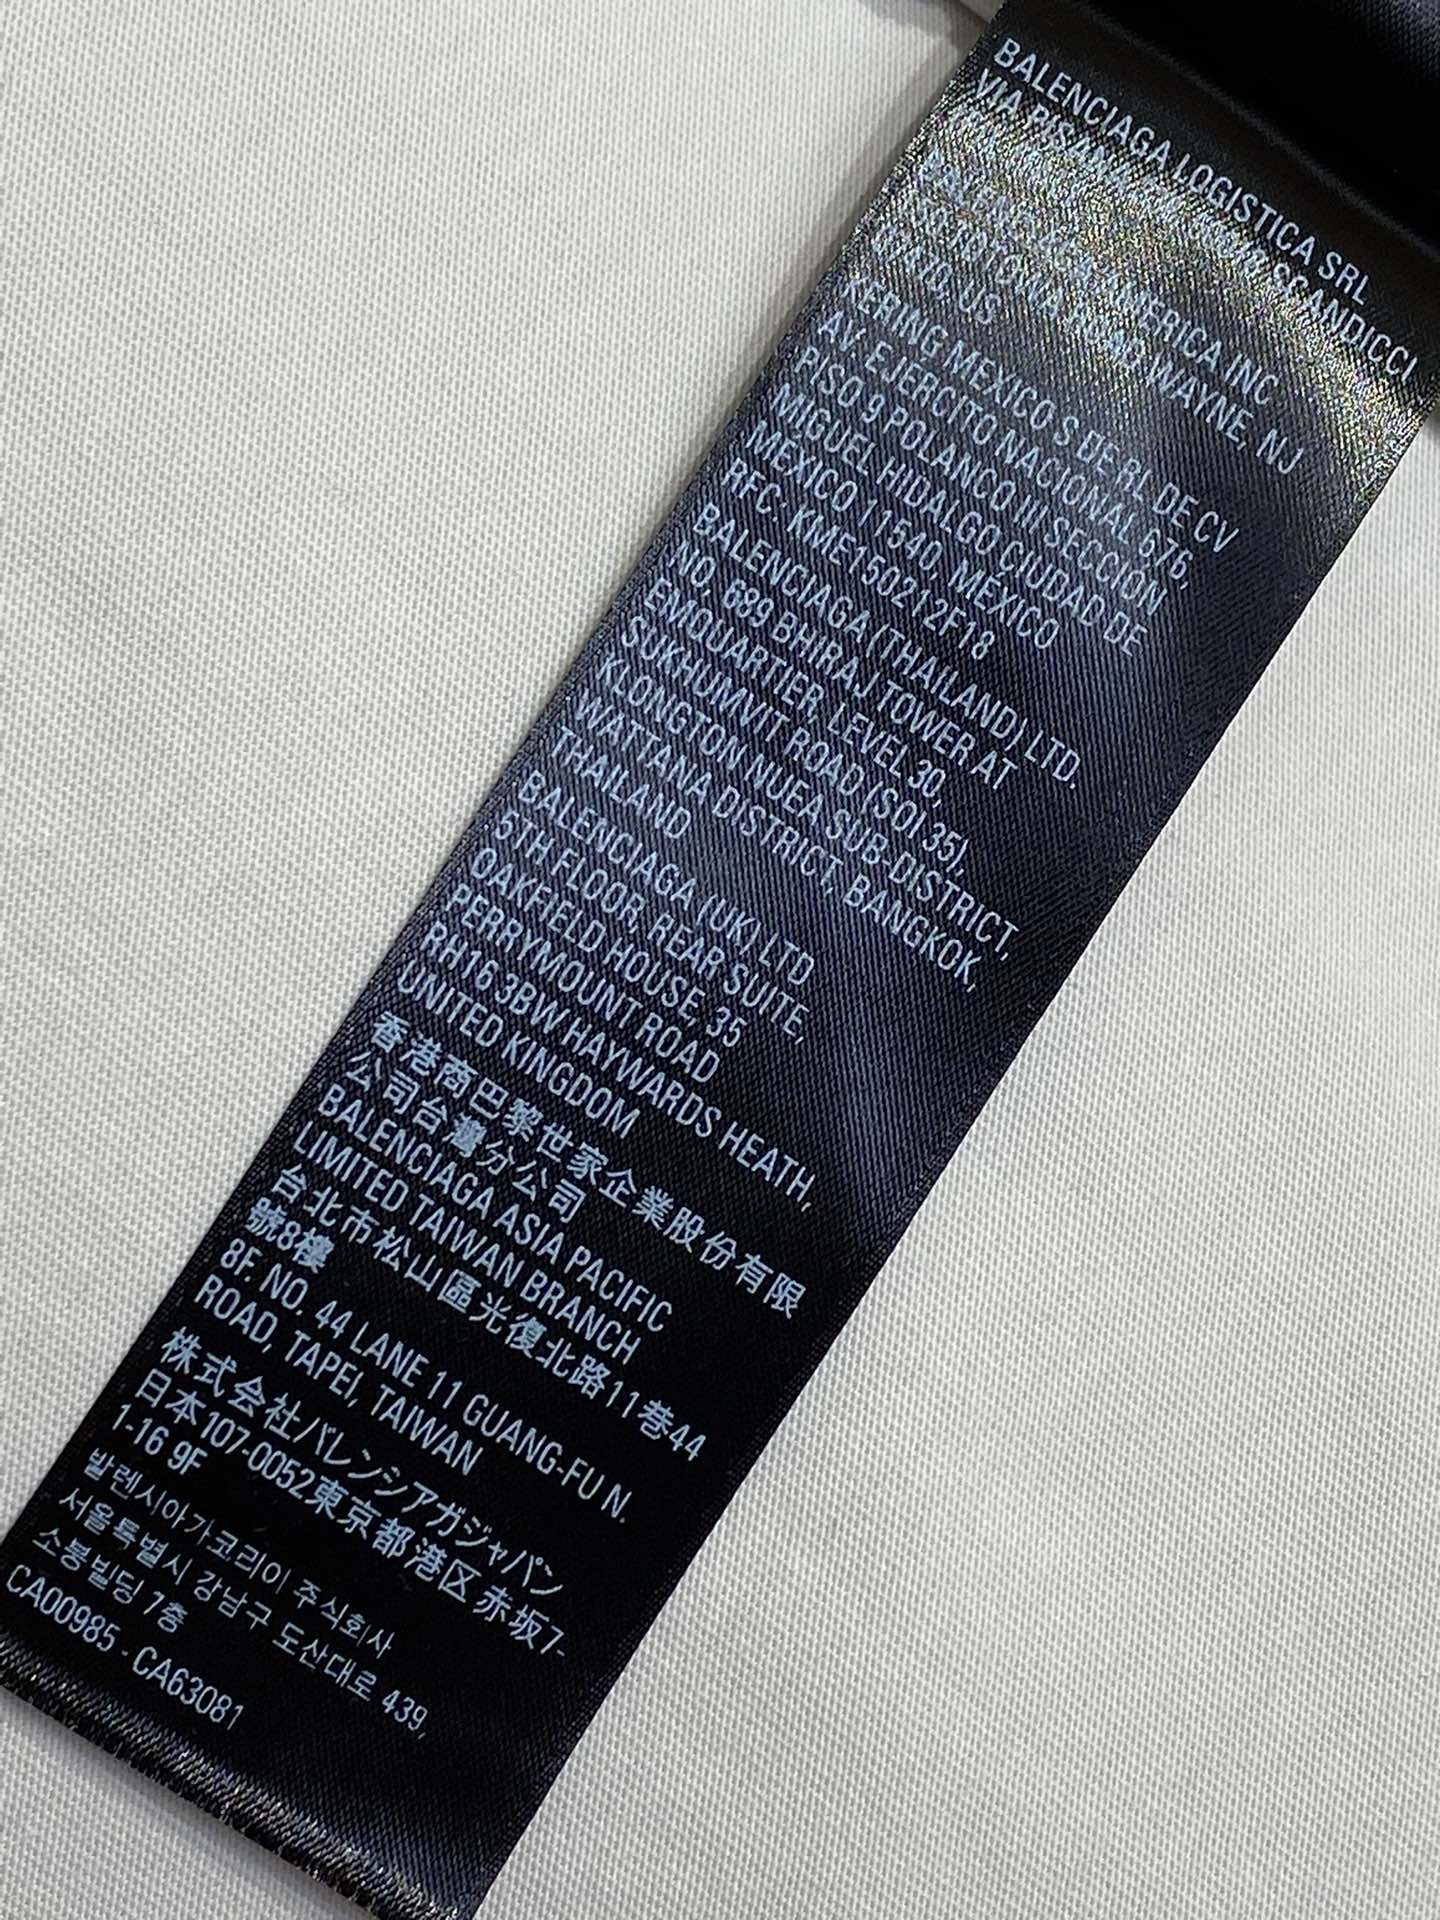 BALENCIAGA LOGISTICA SRL
VIA PISANA SCANDICCI
BALENCIAGA AMERICA INC
TOTOWA ROAD WAYNE, NJ
07470, US
KERING MEXICO S DE RL DE CV
AV. EJERCITO NACIONAL 676,
PISO 9 POLANCO III SECCIÓN
MIGUEL HIDALGO CIUDAD DE
MÉXICO 11540, MÉXICO
RFC: KME150212F18
BALENCIAGA (THAILAND) LTD.
NO. 689 BHIRAJ TOWER AT
EMQUARTIER, LEVEL 30,
SUKHUMVIT ROAD (SOI 35),
KLONGTON NUEA SUB-DISTRICT,
WATTANA DISTRICT, BANGKOK,
THAILAND
BALENCIAGA (UK) LTD
5TH FLOOR, REAR SUITE,
OAKFIELD HOUSE, 35
PERRYMOUNT ROAD
RH16 3BW HAYWARDS HEATH,
UNITED KINGDOM
香港商巴黎世家企業股份有限
公司台灣分公司
BALENCIAGA ASIA PACIFIC
LIMITED TAIWAN BRANCH
台北市松山區光復北路11巷44
號8樓
8F. NO. 44 LANE 11 GUANG-FU N.
ROAD, TAPEI, TAIWAN
株式会社バレンシアガジャパン
日本107-0052東京都港区赤坂7-
1-16 9F
발렌시아가코리아 주식회사
서울특별시 강남구 도산대로 439,
소봉빌딩 7층
CA00985 - CA63081